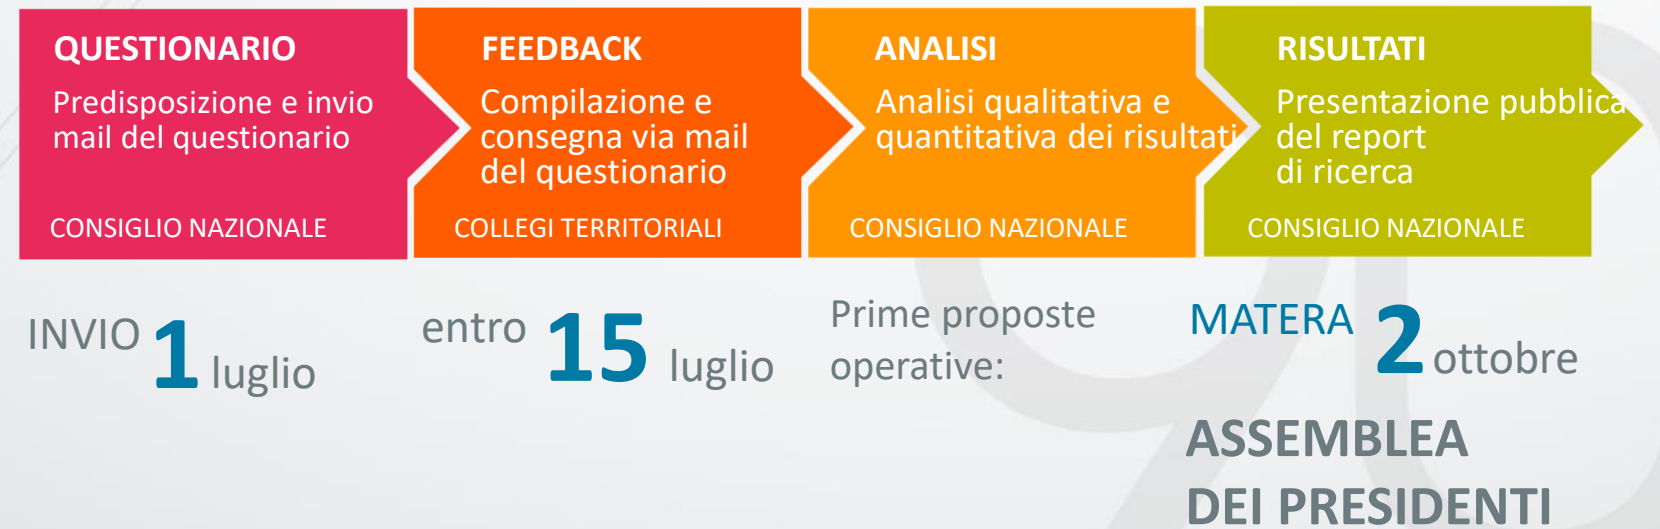 QUESTIONARIO
Predisposizione e invio
mail del questionario
CONSIGLIO NAZIONALE
FEEDBACK
Compilazione e
consegna via mail
del questionario
COLLEGI TERRITORIALI
ANALISI
Analisi qualitativa e
quantitativa dei risultati
CONSIGLIO NAZIONALE
RISULTATI
Presentazione pubblica
del report
di ricerca
CONSIGLIO NAZIONALE
INVIO 1 luglio
entro 15 luglio
Prime proposte
operative:
MATERA 2 ottobre
ASSEMBLEA
DEI PRESIDENTI